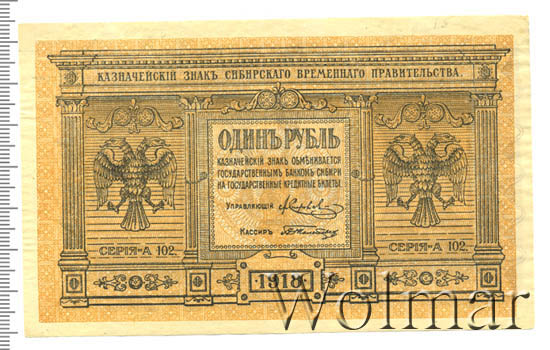 КАЗНАЧЕЙСКІЙ ЗНАКЪ СИБИРСКАГО ВРЕМЕННАГО ПРАВИТЕЛЬСТВА.
ОДИНЪ РУБЛЬ
КАЗНАЧЕЙСКІЙ ЗНАКЪ ОБМѢНИВАЕТСЯ
ГОСУДАРСТВЕННЫМЪ БАНКОМЪ СИБИРИ
НА ГОСУДАРСТВЕННЫЕ КРЕДИТНЫЕ БИЛЕТЫ.
УПРАВЛЯЮЩІЙ
КАССИРЪ
СЕРІЯ-А 102. СЕРІЯ-А 102.
1918
Wolmar